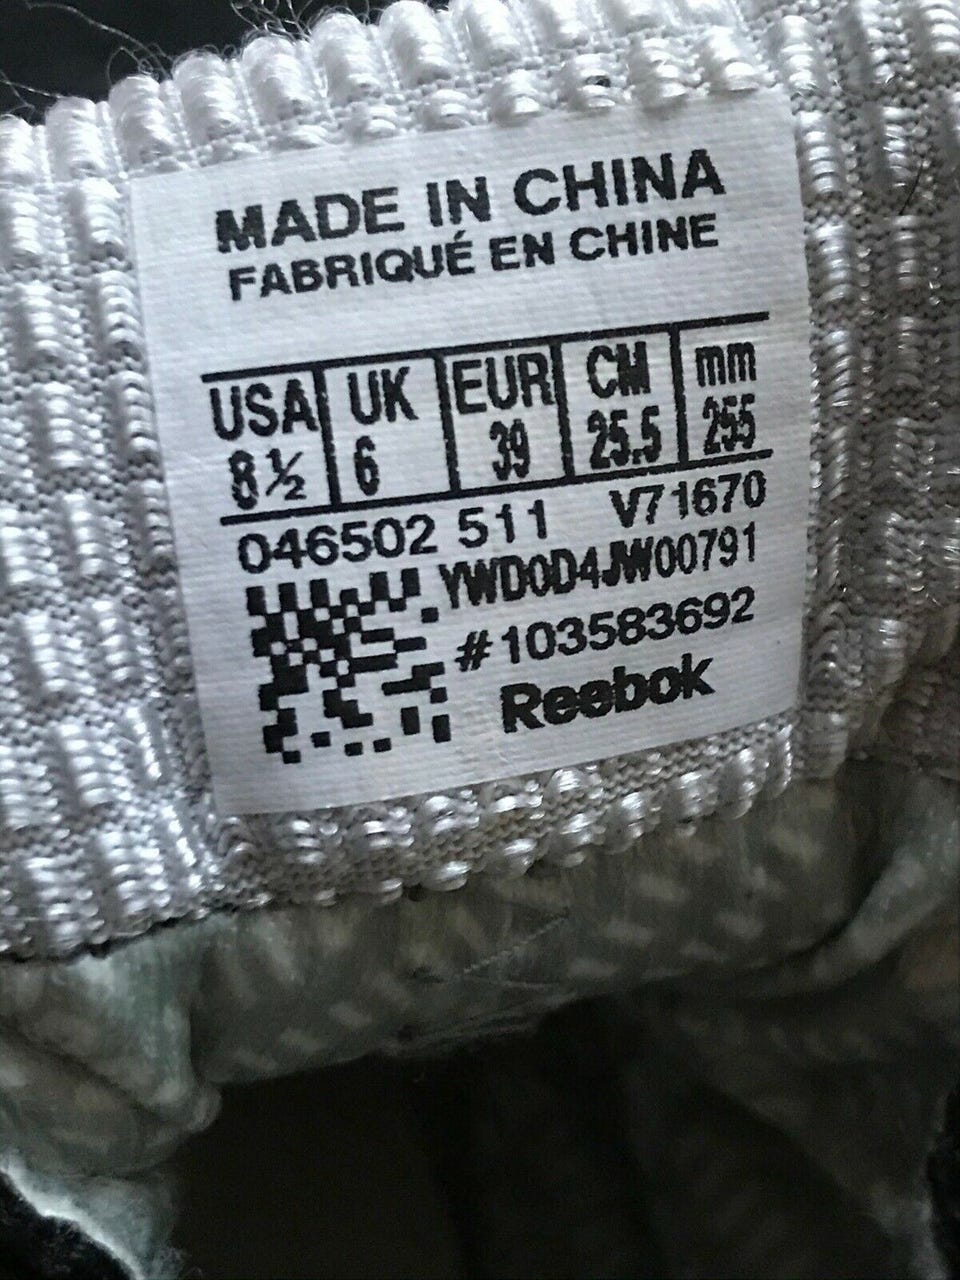 MADE IN CHINA
FABRIQUÉ EN CHINE
USA UK EUR CM mm
8½ 6 39 25.5 255
046502 511 V71670
YWD0D4JW00791
#103583692
Reebok